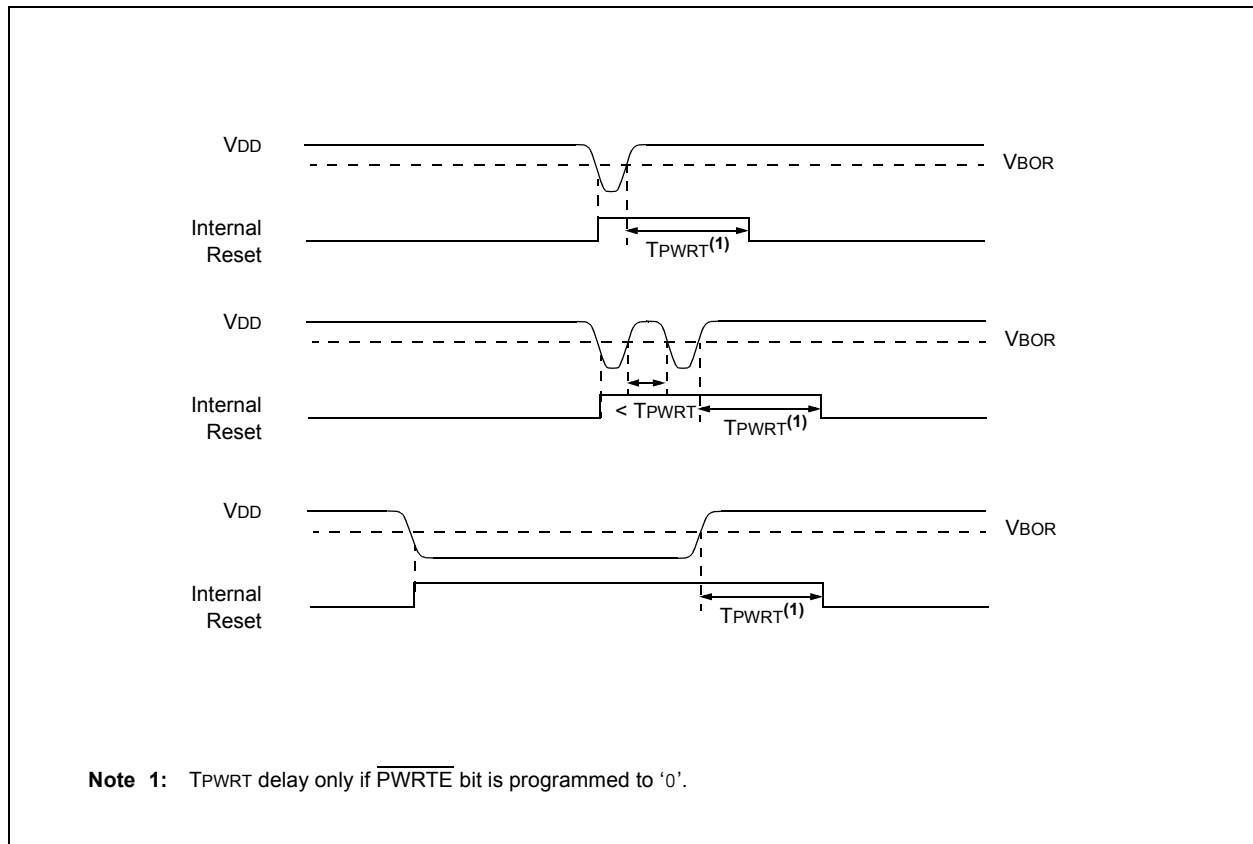 VDD
VBOR
Internal
Reset
TPWRT(1)
VDD
VBOR
Internal
Reset
< TPWRT
TPWRT(1)
VDD
VBOR
Internal
Reset
TPWRT(1)
Note 1: TPWRT delay only if PWRTE bit is programmed to ‘0’.